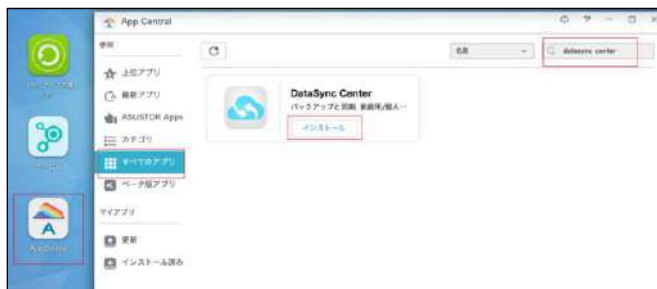 App Central
参照
上位アプリ
最新アプリ
ASUSTOR Apps
カテゴリ
すべてのアプリ
ベータ版アプリ
マイアプリ
更新
インストール済み
名前
datasync center
DataSync Center
バックアップと同期, 家庭用/個人…
インストール
App Central